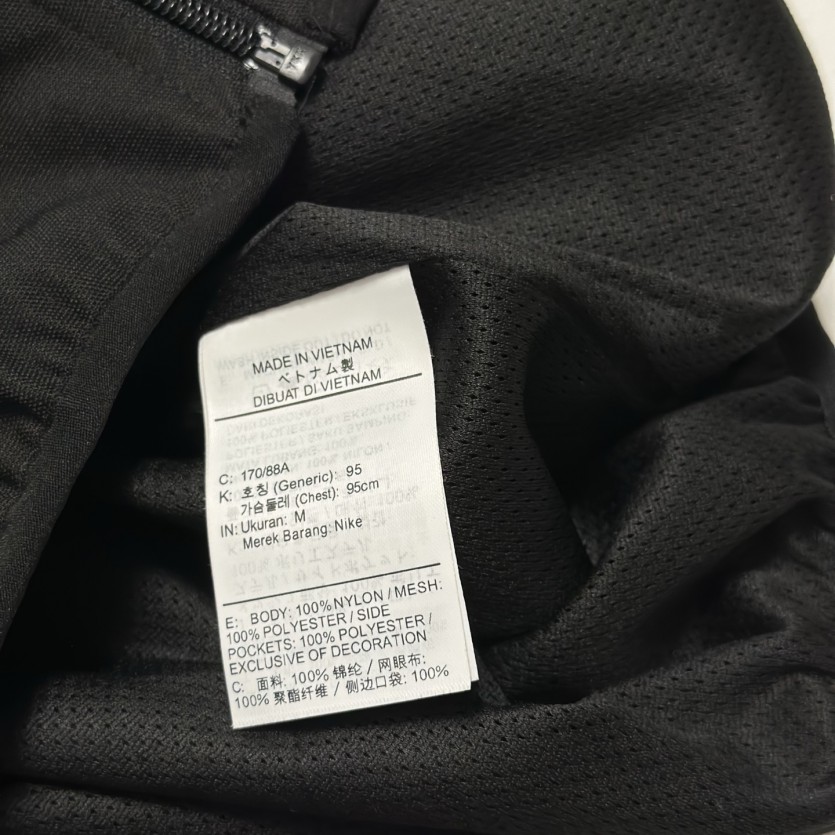 MADE IN VIETNAM
ベトナム製
DIBUAT DI VIETNAM
C: 170/88A
K: 호칭 (Generic): 95
가슴둘레 (Chest): 95cm
IN: Ukuran: M
Merek Barang: Nike
E: BODY: 100% NYLON / MESH:
100% POLYESTER / SIDE
POCKETS: 100% POLYESTER /
EXCLUSIVE OF DECORATION
C: 面料: 100% 锦纶 / 网眼布:
100% 聚酯纤维 / 侧边口袋: 100%